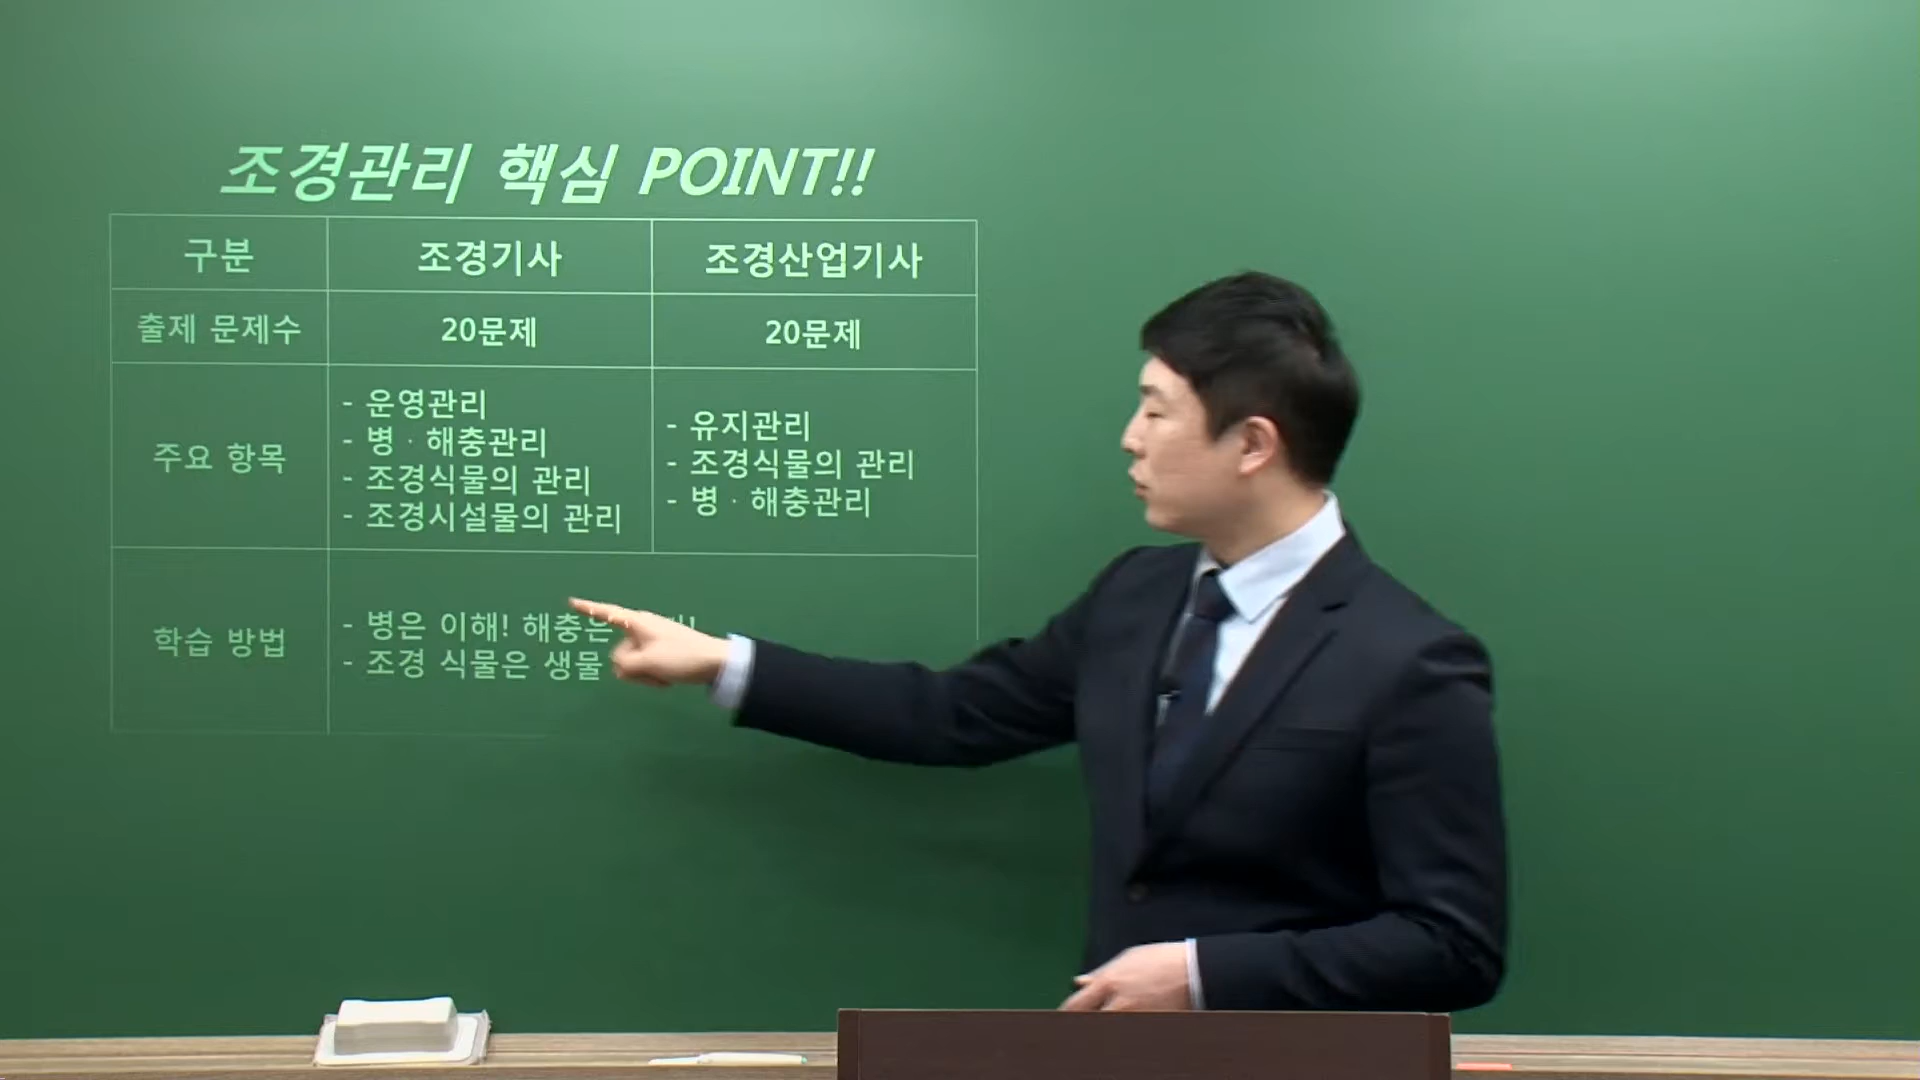 조경관리 핵심 POINT!!
구분 조경기사 조경산업기사
출제 문제수 20문제 20문제
주요 항목
- 운영관리
- 병 · 해충관리
- 조경식물의 관리
- 조경시설물의 관리
- 유지관리
- 조경식물의 관리
- 병 · 해충관리
학습 방법
- 병은 이해! 해충은
- 조경 식물은 생물